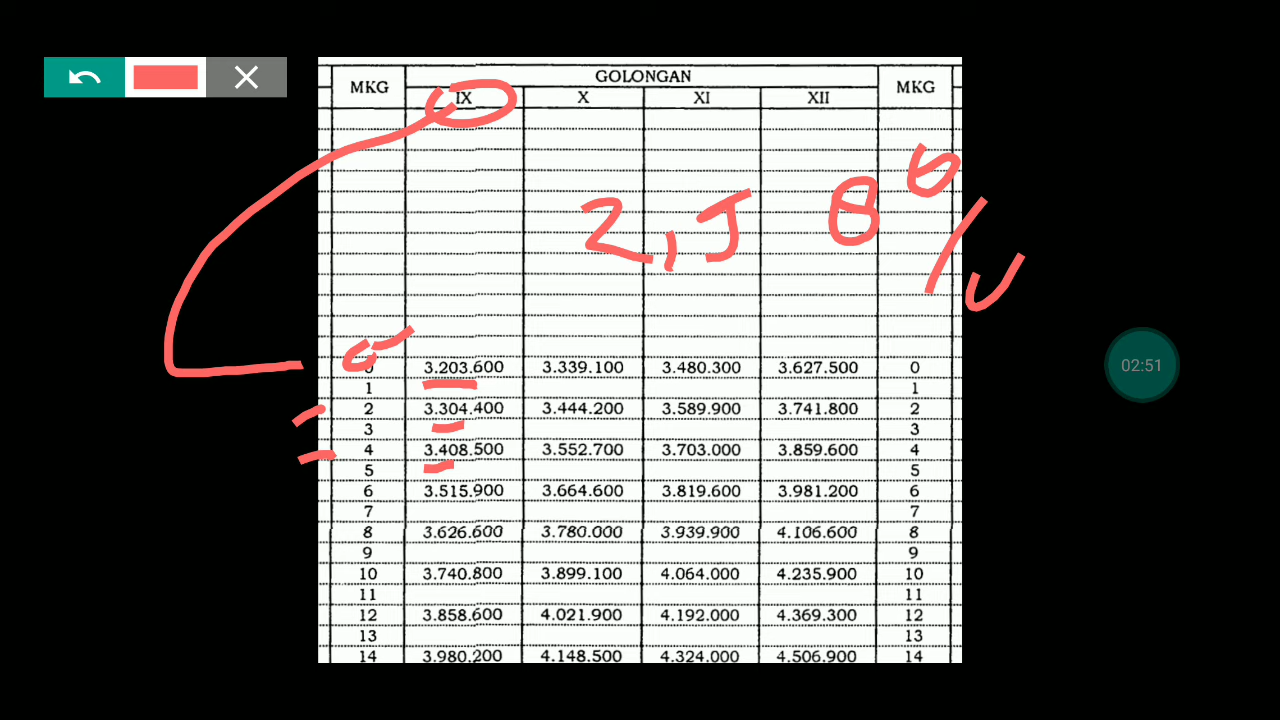 MKG GOLONGAN MKG
IX X XI XII
2,5 8 %
0 3.203.600 3.339.100 3.480.300 3.627.500 0
1 1
2 3.304.400 3.444.200 3.589.900 3.741.800 2
3 3
4 3.408.500 3.552.700 3.703.000 3.859.600 4
5 5
6 3.515.900 3.664.600 3.819.600 3.981.200 6
7 7
8 3.626.600 3.780.000 3.939.900 4.106.600 8
9 9
10 3.740.800 3.899.100 4.064.000 4.235.900 10
11 11
12 3.858.600 4.021.900 4.192.000 4.369.300 12
13 13
14 3.980.200 4.148.500 4.324.000 4.506.900 14
02:51